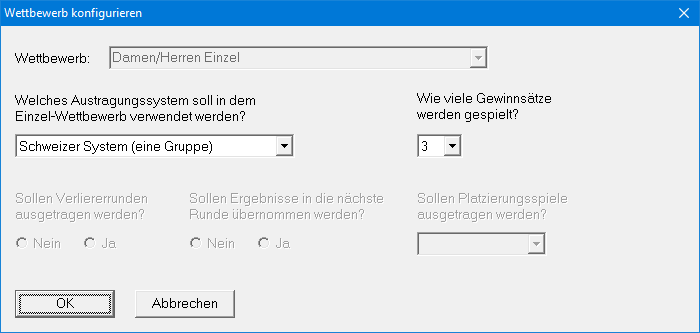 Wettbewerb konfigurieren
Wettbewerb:
Damen/Herren Einzel
Welches Austragungssystem soll in dem
Einzel-Wettbewerb verwendet werden?
Schweizer System (eine Gruppe)
Wie viele Gewinnsätze
werden gespielt?
3
Sollen Verliererrunden
ausgetragen werden?
Nein
Ja
Sollen Ergebnisse in die nächste
Runde übernommen werden?
Nein
Ja
Sollen Platzierungsspiele
ausgetragen werden?
OK
Abbrechen